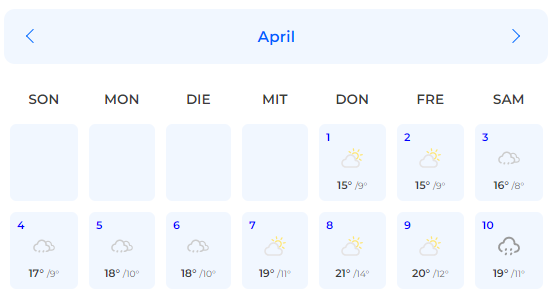 April
SON MON DIE MIT DON FRE SAM
1 2 3
15° /9° 15° /9° 16° /8°
4 5 6 7 8 9 10
17° /9° 18° /10° 18° /10° 19° /11° 21° /14° 20° /12° 19° /11°